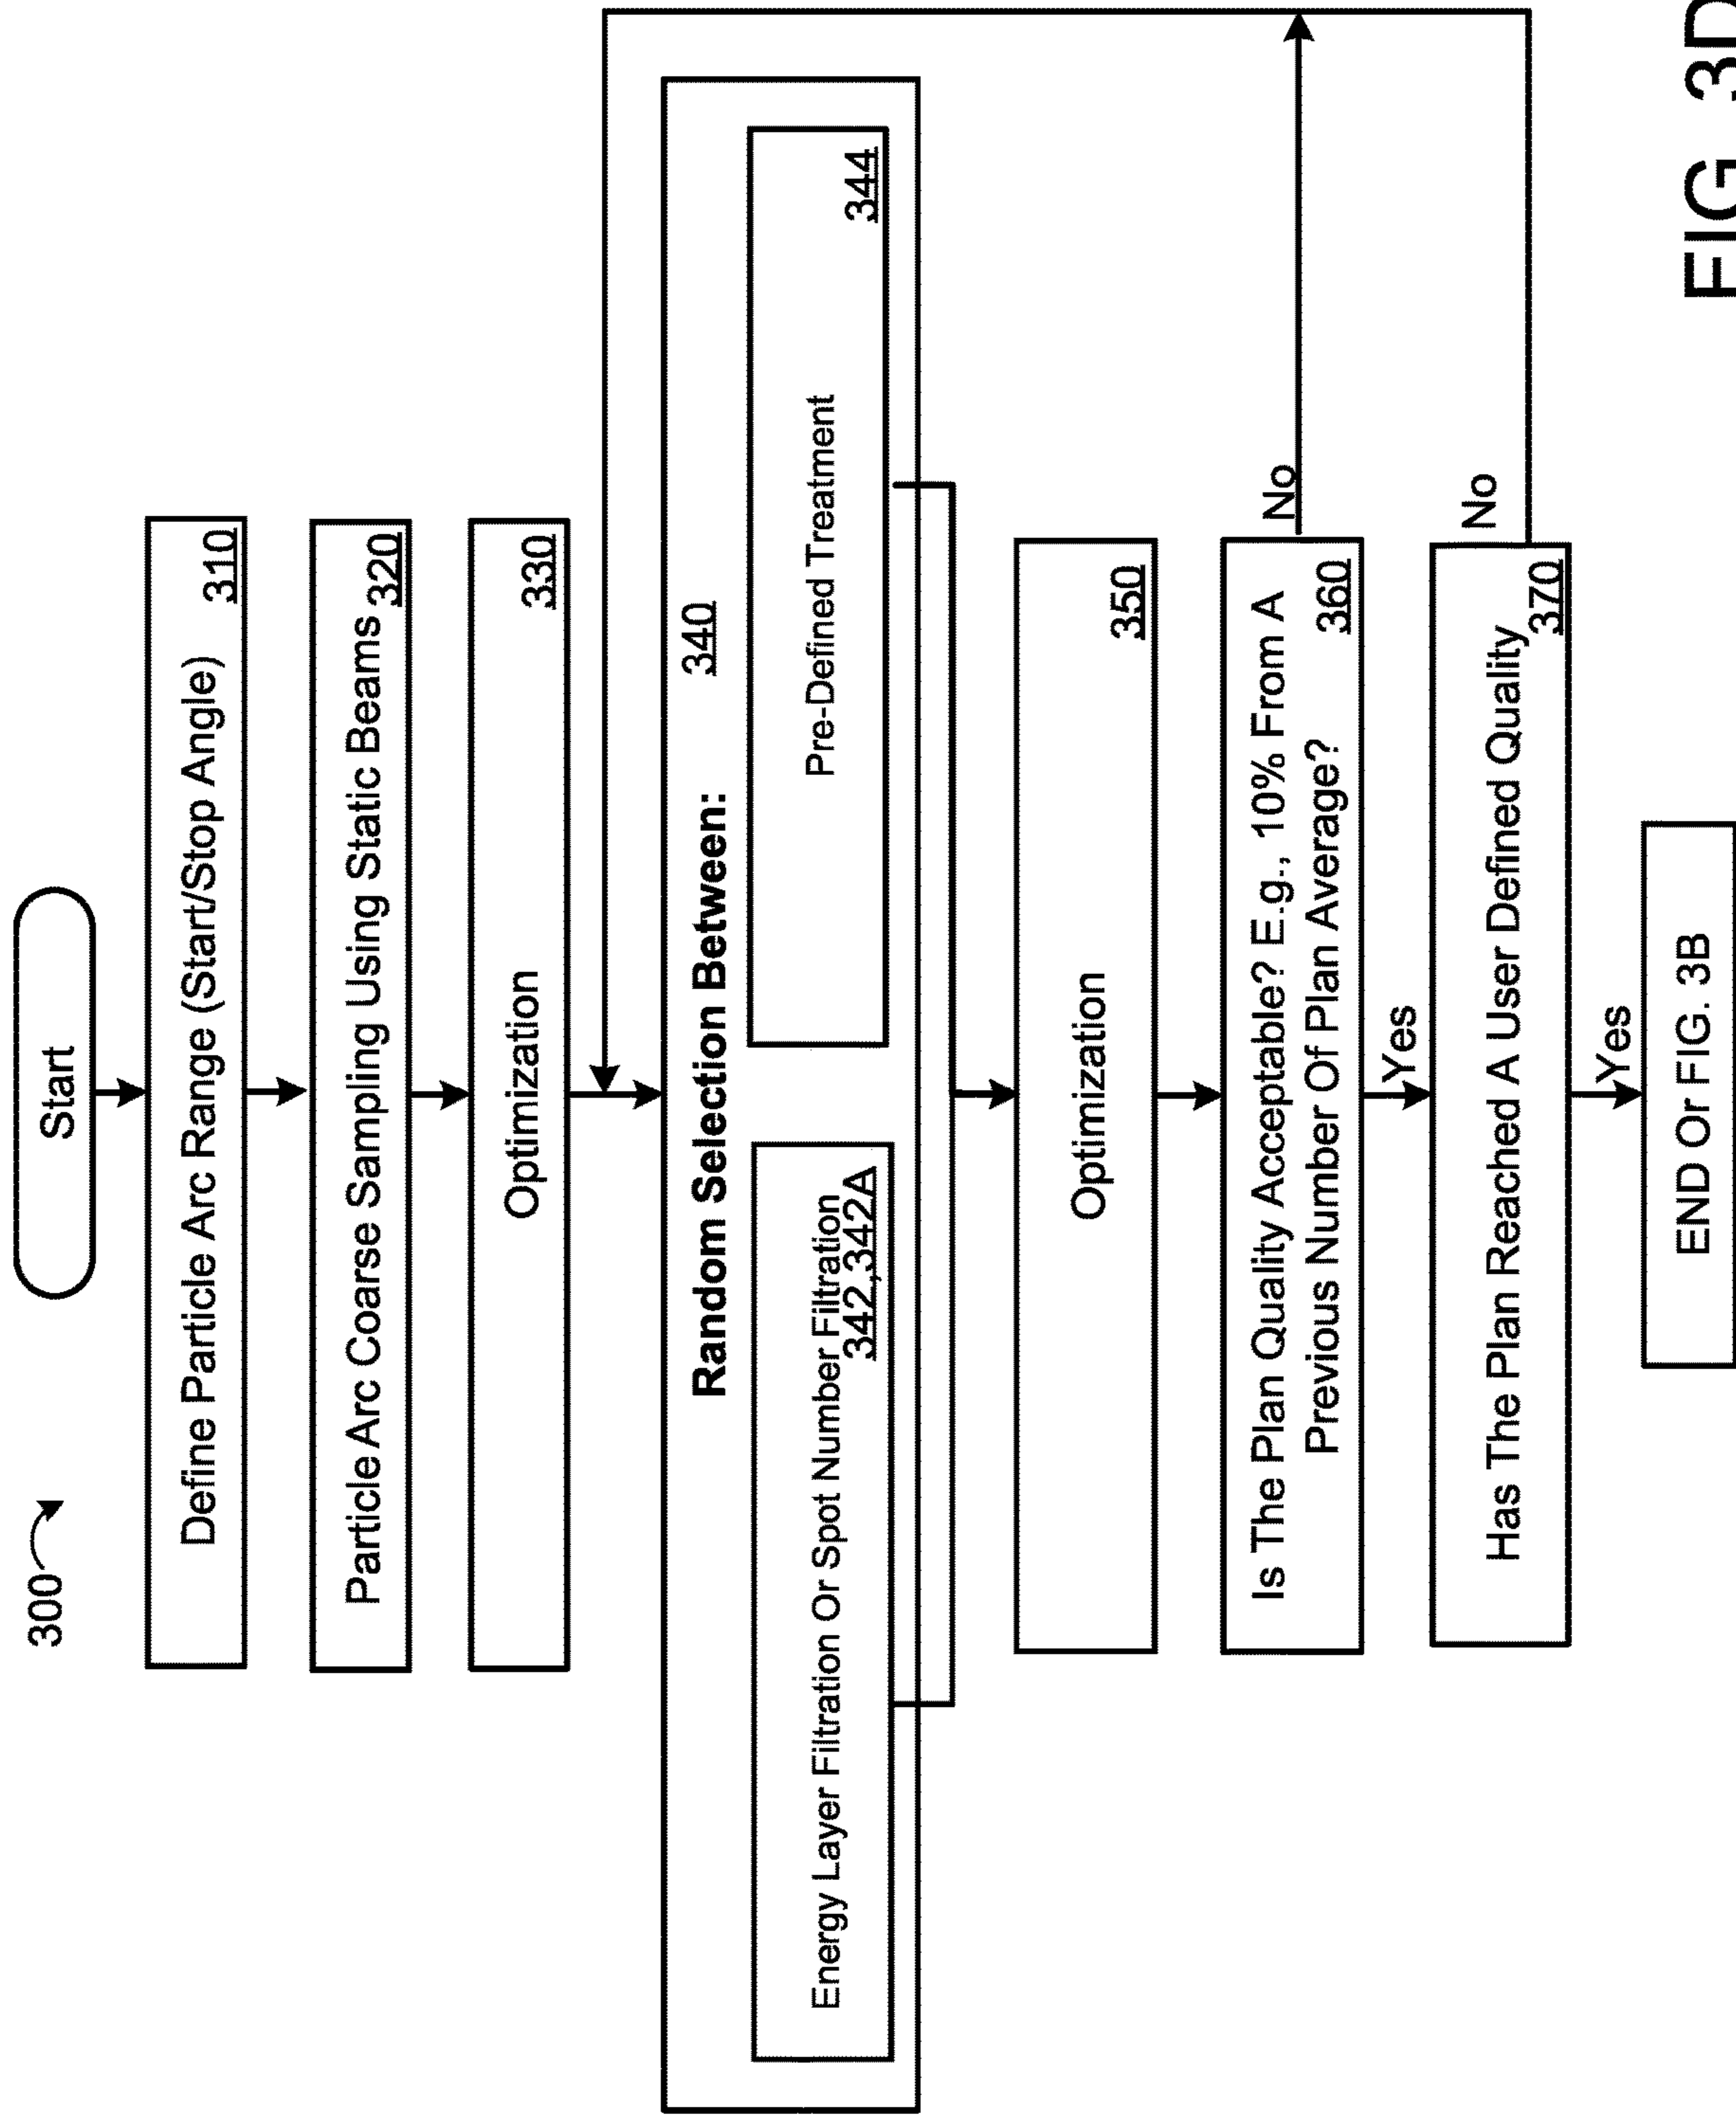 300
Start
Define Particle Arc Range (Start/Stop Angle)
310
Particle Arc Coarse Sampling Using Static Beams
320
Optimization
330
Random Selection Between:
340
Energy Layer Filtration Or Spot Number Filtration
342,342A
Pre-Defined Treatment
344
Optimization
350
Is The Plan Quality Acceptable? E.g., 10% From A
Previous Number Of Plan Average?
360
No
Yes
Has The Plan Reached A User Defined Quality
370
No
Yes
END Or FIG. 3B
FIG. 3D